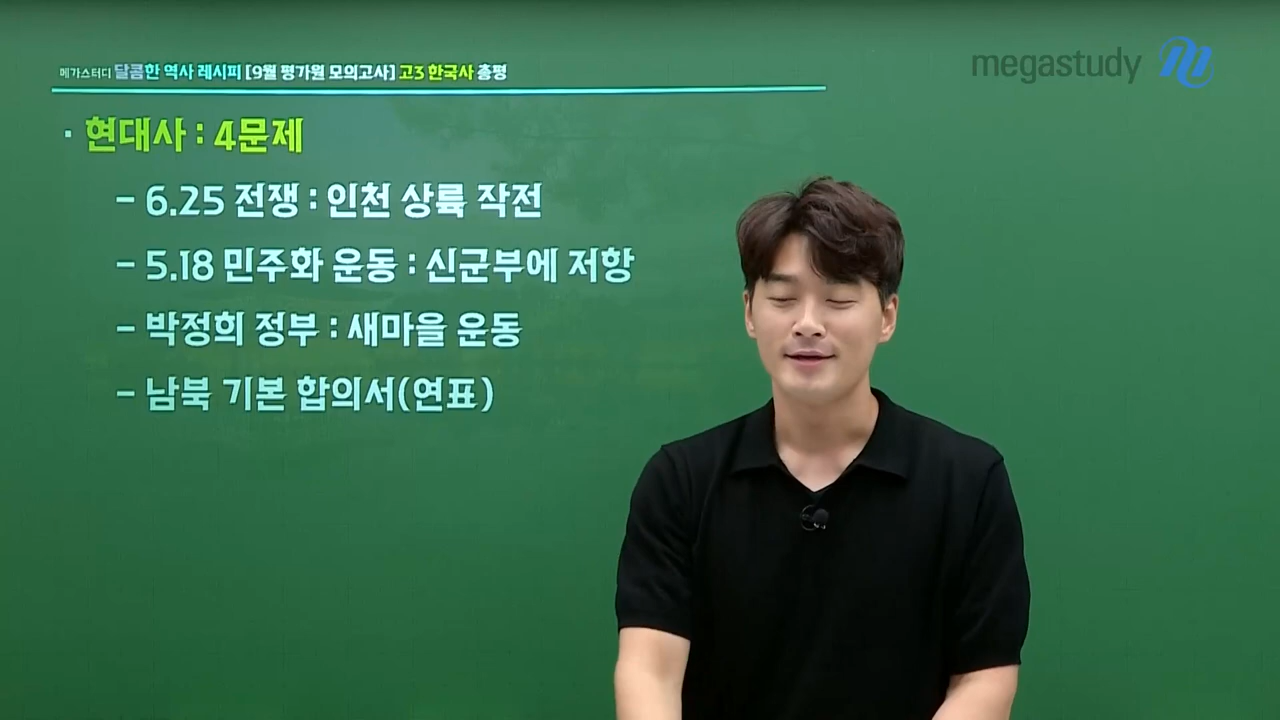 메가스터디 달콤한 역사 레시피 [9월 평가원 모의고사] 고3 한국사 총평
megastudy
· 현대사 : 4문제
- 6.25 전쟁 : 인천 상륙 작전
- 5.18 민주화 운동 : 신군부에 저항
- 박정희 정부 : 새마을 운동
- 남북 기본 합의서(연표)